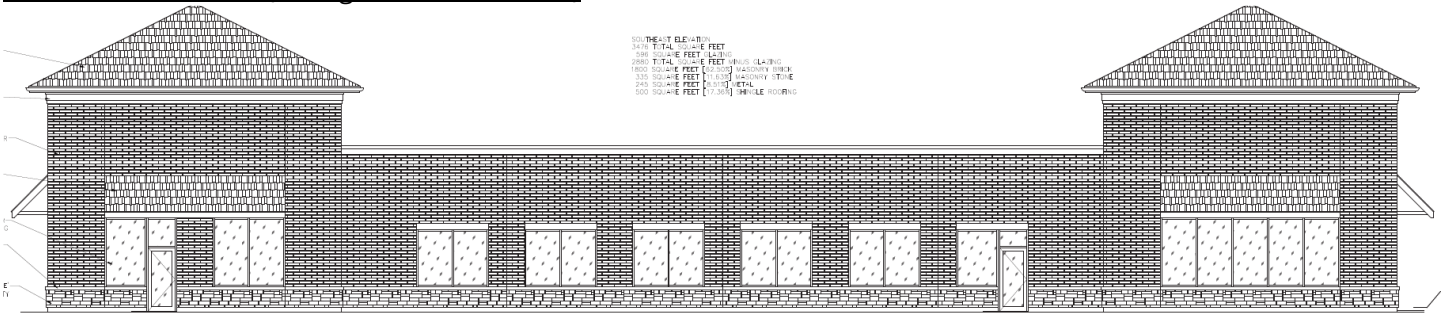 SOUTHEAST ELEVATION
3478 TOTAL SQUARE FEET
598 SQUARE FEET GLAZING
2880 TOTAL SQUARE FEET MINUS GLAZING
1800 SQUARE FEET [62.50%] MASONRY BRICK
335 SQUARE FEET [11.63%] MASONRY STONE
245 SQUARE FEET [8.51%] METAL
500 SQUARE FEET [17.36%] SHINGLE ROOFING